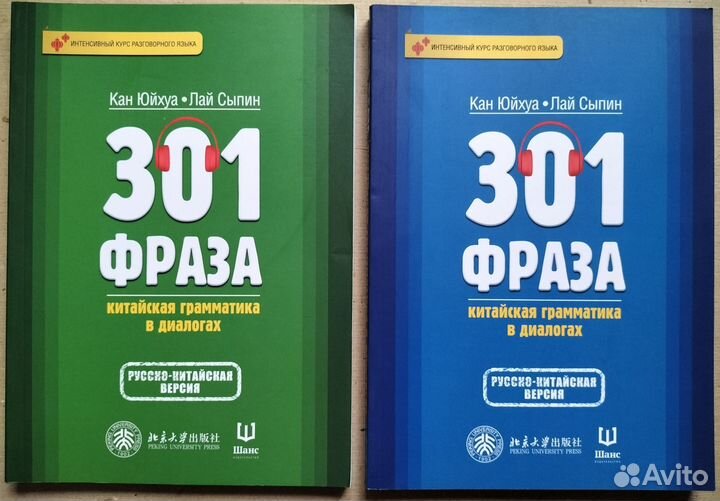 ИНТЕНСИВНЫЙ КУРС РАЗГОВОРНОГО ЯЗЫКА
Кан Юйхуа • Лай Сыпин
301
ФРАЗА
китайская грамматика
в диалогах
РУССКО-КИТАЙСКАЯ
ВЕРСИЯ
北京大学出版社
PEKING UNIVERSITY PRESS
Шанс
издательство
ИНТЕНСИВНЫЙ КУРС РАЗГОВОРНОГО ЯЗЫКА
Кан Юйхуа • Лай Сыпин
301
ФРАЗА
китайская грамматика
в диалогах
РУССКО-КИТАЙСКАЯ
ВЕРСИЯ
北京大学出版社
PEKING UNIVERSITY PRESS
Шанс
издательство
Avito